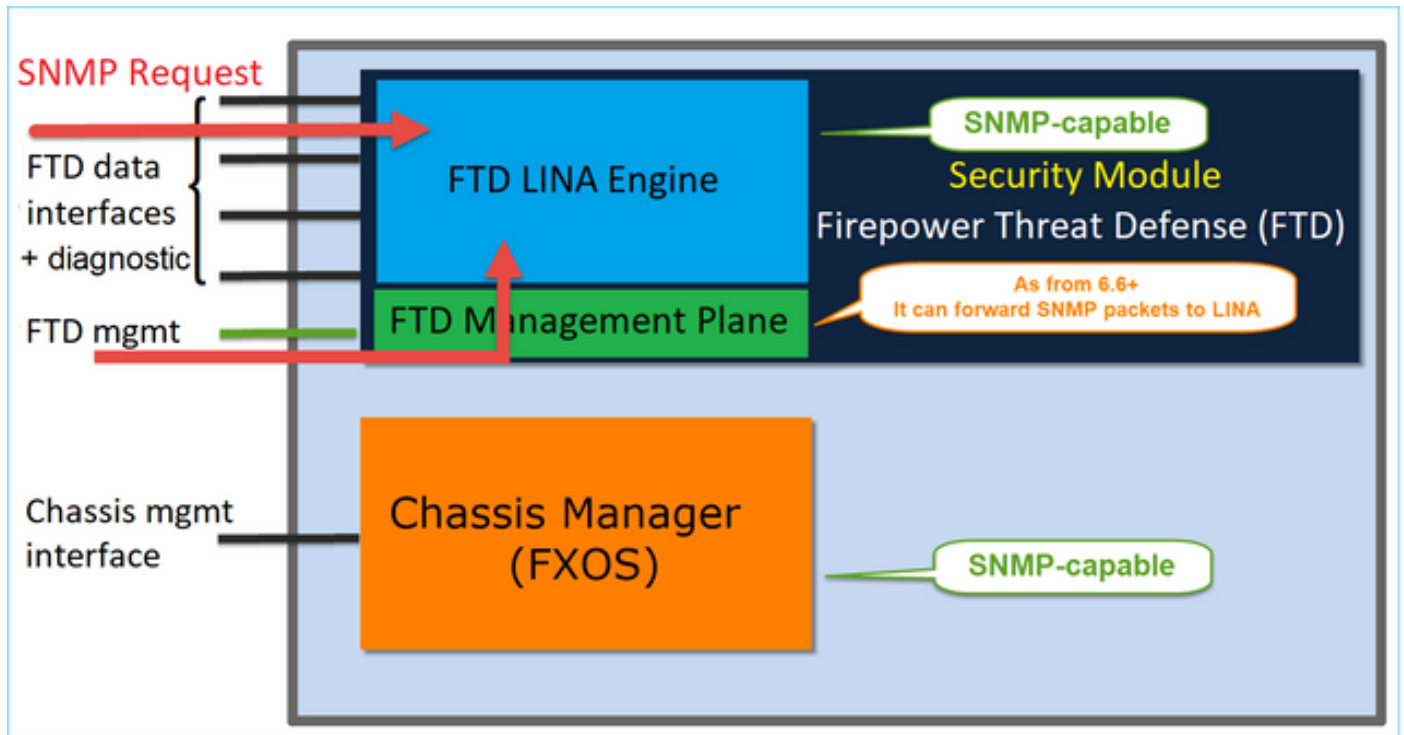 SNMP Request
FTD data
interfaces
+ diagnostic
FTD mgmt
Chassis mgmt
interface
FTD LINA Engine
FTD Management Plane
SNMP-capable
Security Module
Firepower Threat Defense (FTD)
As from 6.6+
It can forward SNMP packets to LINA
Chassis Manager
(FXOS)
SNMP-capable